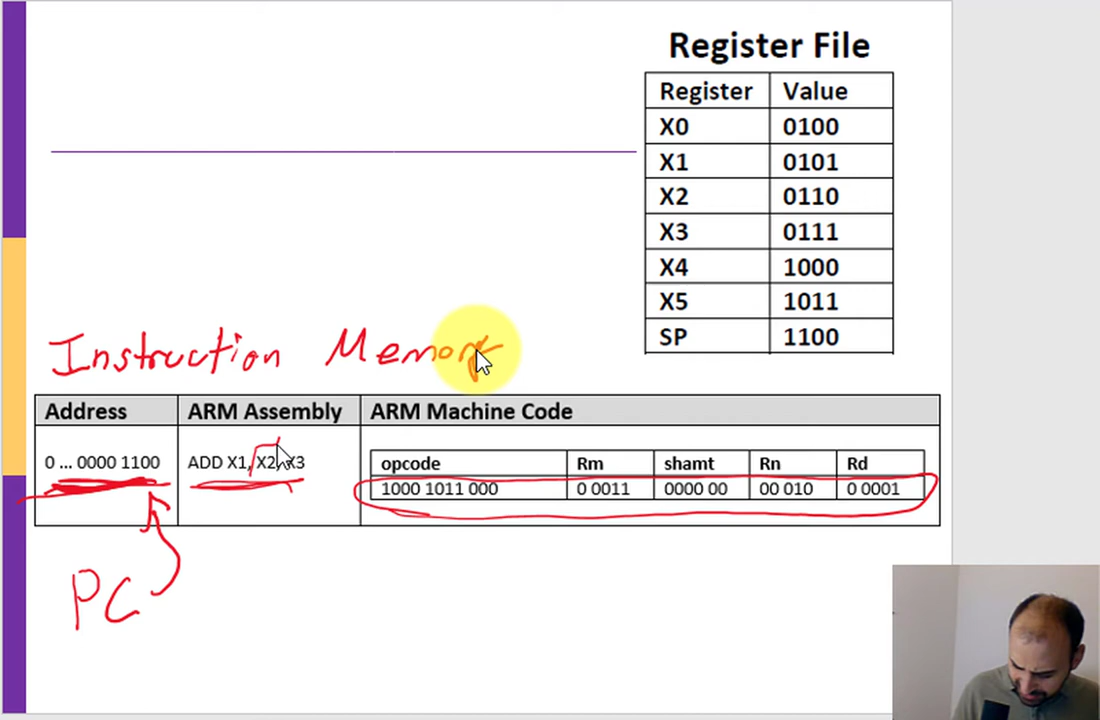 Register File
Register Value
X0 0100
X1 0101
X2 0110
X3 0111
X4 1000
X5 1011
SP 1100
Instruction Memory
Address ARM Assembly ARM Machine Code
0 ... 0000 1100 ADD X1, X2, X3
opcode Rm shamt Rn Rd
1000 1011 000 0 0011 0000 00 00 010 0 0001
PC